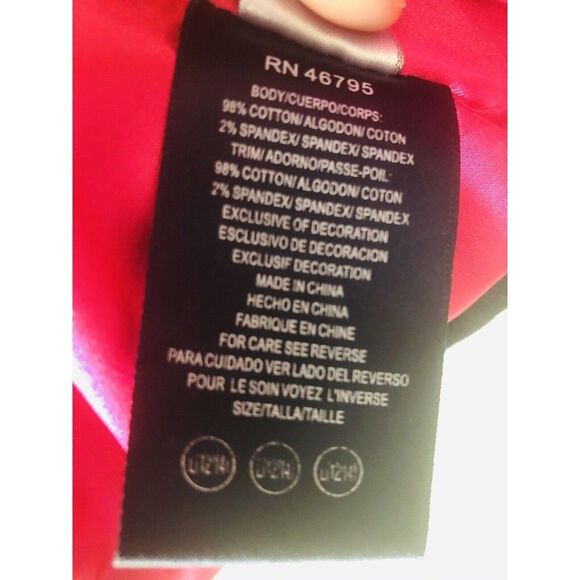 RN 46795
BODY/CUERPO/CORPS:
98% COTTON/ALGODON/COTON
2% SPANDEX/SPANDEX/SPANDEX
TRIM/ADORNO/PASSE-POIL:
98% COTTON/ALGODON/COTON
2% SPANDEX/SPANDEX/SPANDEX
EXCLUSIVE OF DECORATION
ESCLUSIVO DE DECORACION
EXCLUSIF DECORATION
MADE IN CHINA
HECHO EN CHINA
FABRIQUE EN CHINE
FOR CARE SEE REVERSE
PARA CUIDADO VER LADO DEL REVERSO
POUR LE SOIN VOYEZ L'INVERSE
SIZE/TALLA/TAILLE